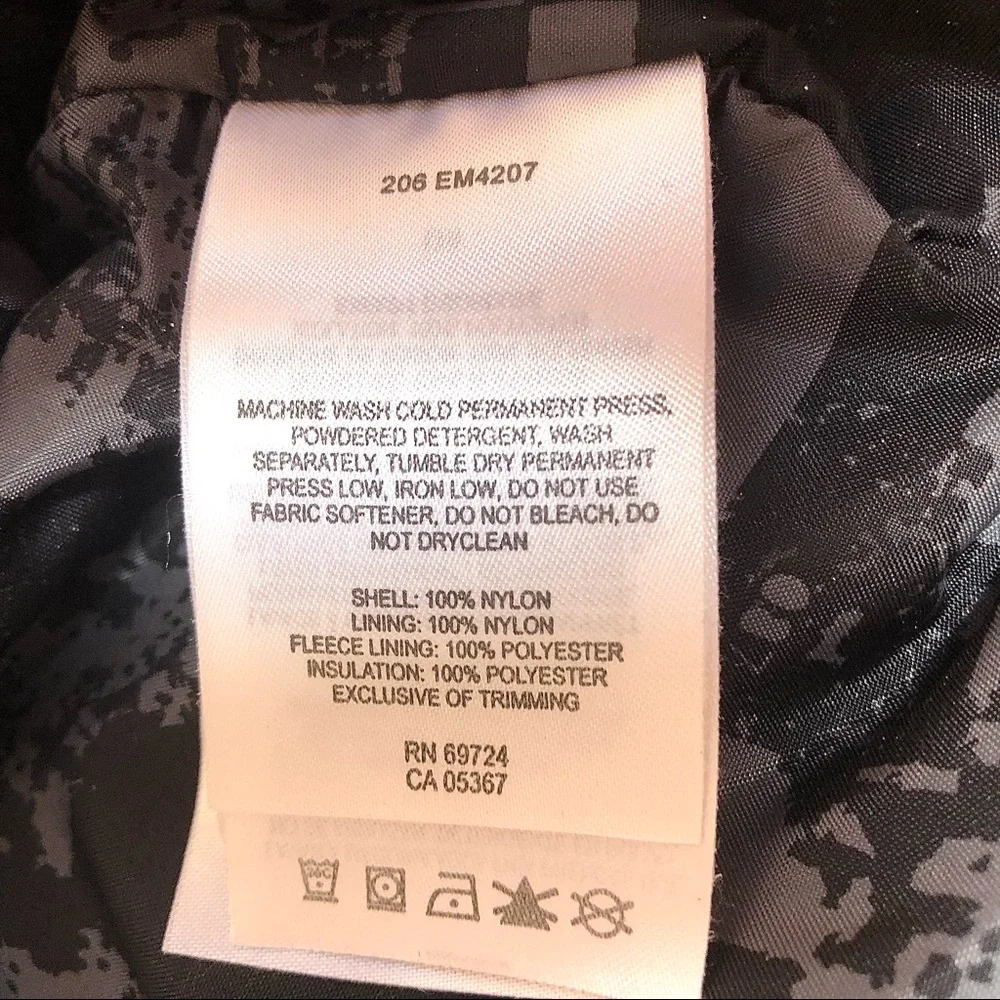 206 EM4207
MACHINE WASH COLD PERMANENT PRESS,
POWDERED DETERGENT, WASH
SEPARATELY, TUMBLE DRY PERMANENT
PRESS LOW, IRON LOW, DO NOT USE
FABRIC SOFTENER, DO NOT BLEACH, DO
NOT DRYCLEAN
SHELL: 100% NYLON
LINING: 100% NYLON
FLEECE LINING: 100% POLYESTER
INSULATION: 100% POLYESTER
EXCLUSIVE OF TRIMMING
RN 69724
CA 05367